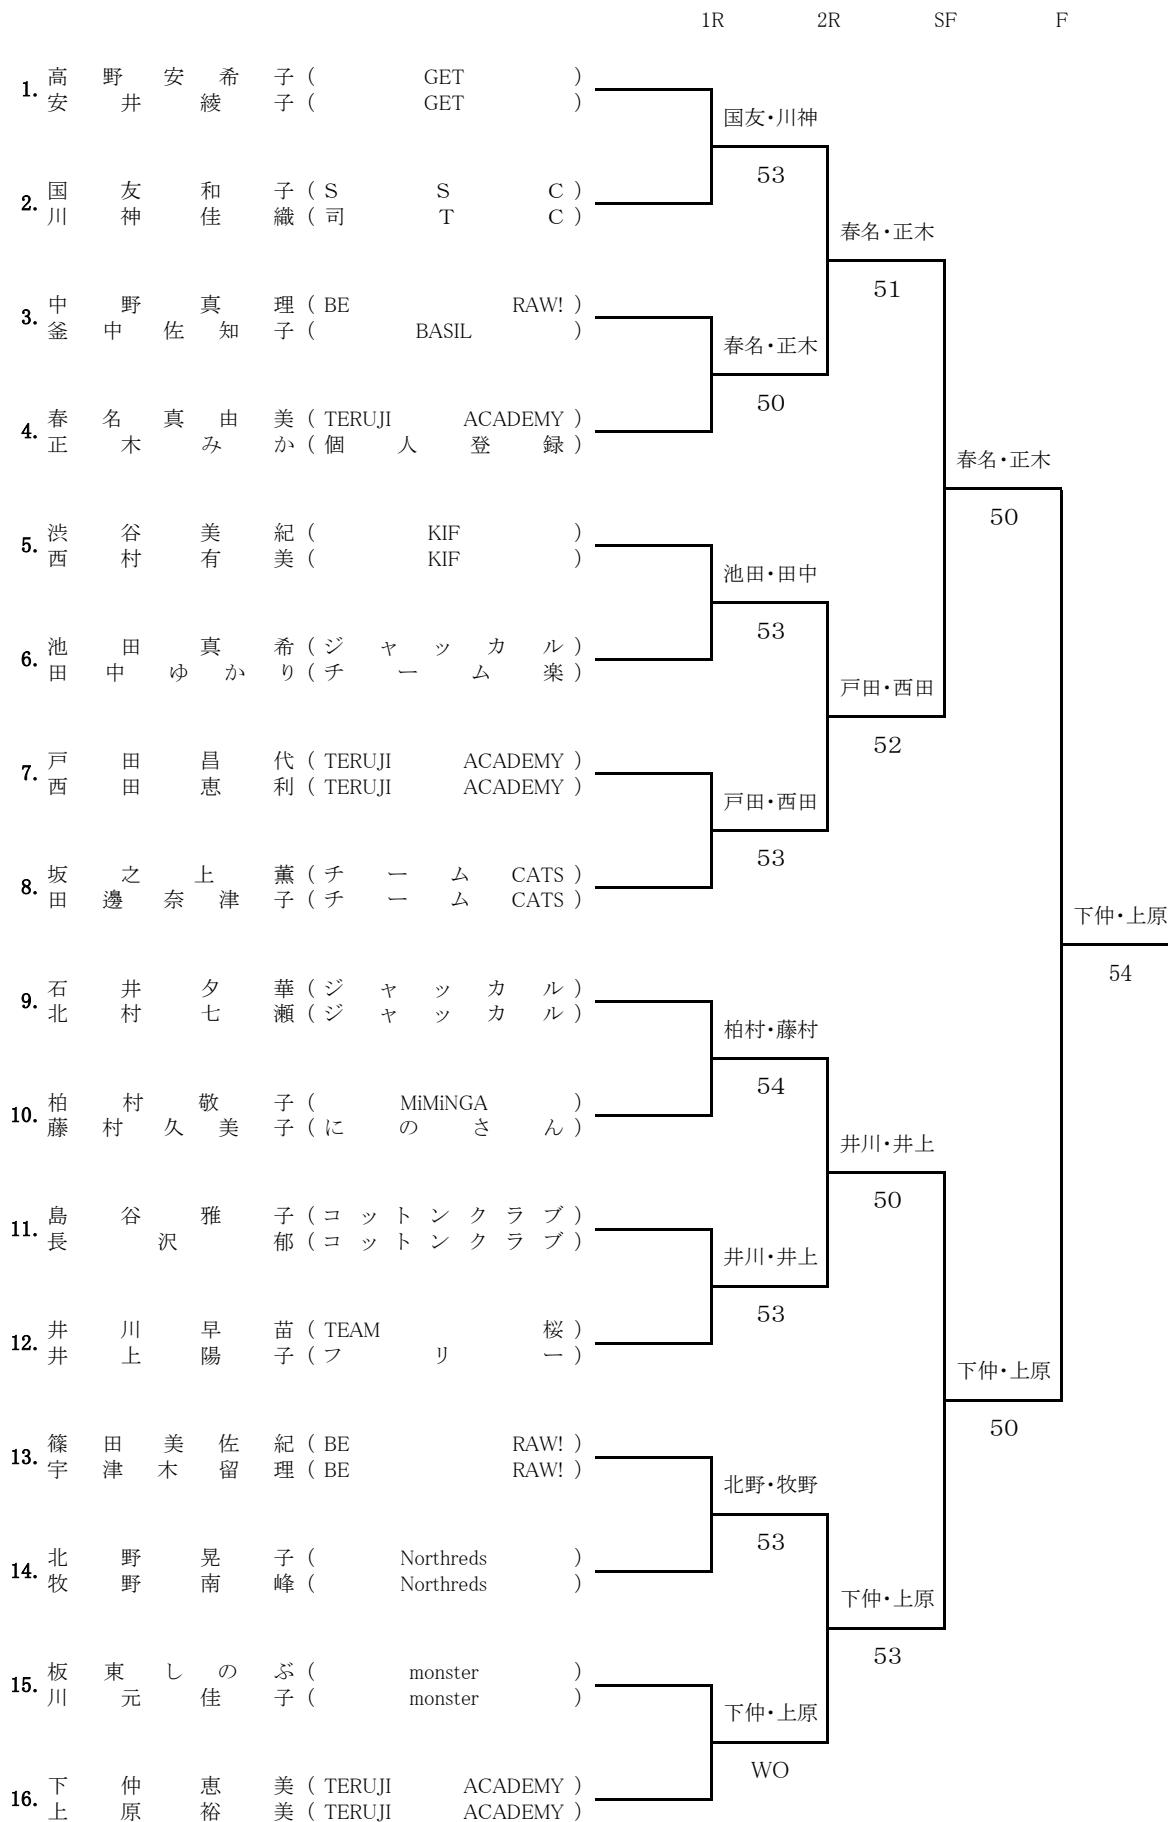 1R 2R SF F
1. 高野安希子 ( GET )
安井綾子 ( GET )
国友・川神
53
2. 国友和子 ( SSC )
川神佳織 ( 司TC )
春名・正木
51
3. 中野真理 ( BE RAW! )
釜中佐知子 ( BASIL )
春名・正木
50
4. 春名真由美 ( TERUJI ACADEMY )
正木みか ( 個人登録 )
春名・正木
50
5. 渋谷美紀 ( KIF )
西村有美 ( KIF )
池田・田中
53
6. 池田真希 ( ジャッカル )
田中ゆかり ( チーム楽 )
戸田・西田
52
7. 戸田昌代 ( TERUJI ACADEMY )
西田恵利 ( TERUJI ACADEMY )
戸田・西田
53
8. 坂之上薫 ( チームCATS )
田邊奈津子 ( チームCATS )
下仲・上原
54
9. 石井夕華 ( ジャッカル )
北村七瀬 ( ジャッカル )
柏村・藤村
54
10. 柏村敬子 ( MiMiNGA )
藤村久美子 ( にのさん )
井川・井上
50
11. 島谷雅子 ( コットンクラブ )
長沢郁 ( コットンクラブ )
井川・井上
53
12. 井川早苗 ( TEAM 桜 )
井上陽子 ( フリー )
下仲・上原
50
13. 篠田美佐紀 ( BE RAW! )
宇津木留理 ( BE RAW! )
北野・牧野
53
14. 北野晃子 ( Northreds )
牧野南峰 ( Northreds )
下仲・上原
53
15. 板東しのぶ ( monster )
川元佳子 ( monster )
下仲・上原
WO
16. 下仲恵美 ( TERUJI ACADEMY )
上原裕美 ( TERUJI ACADEMY )